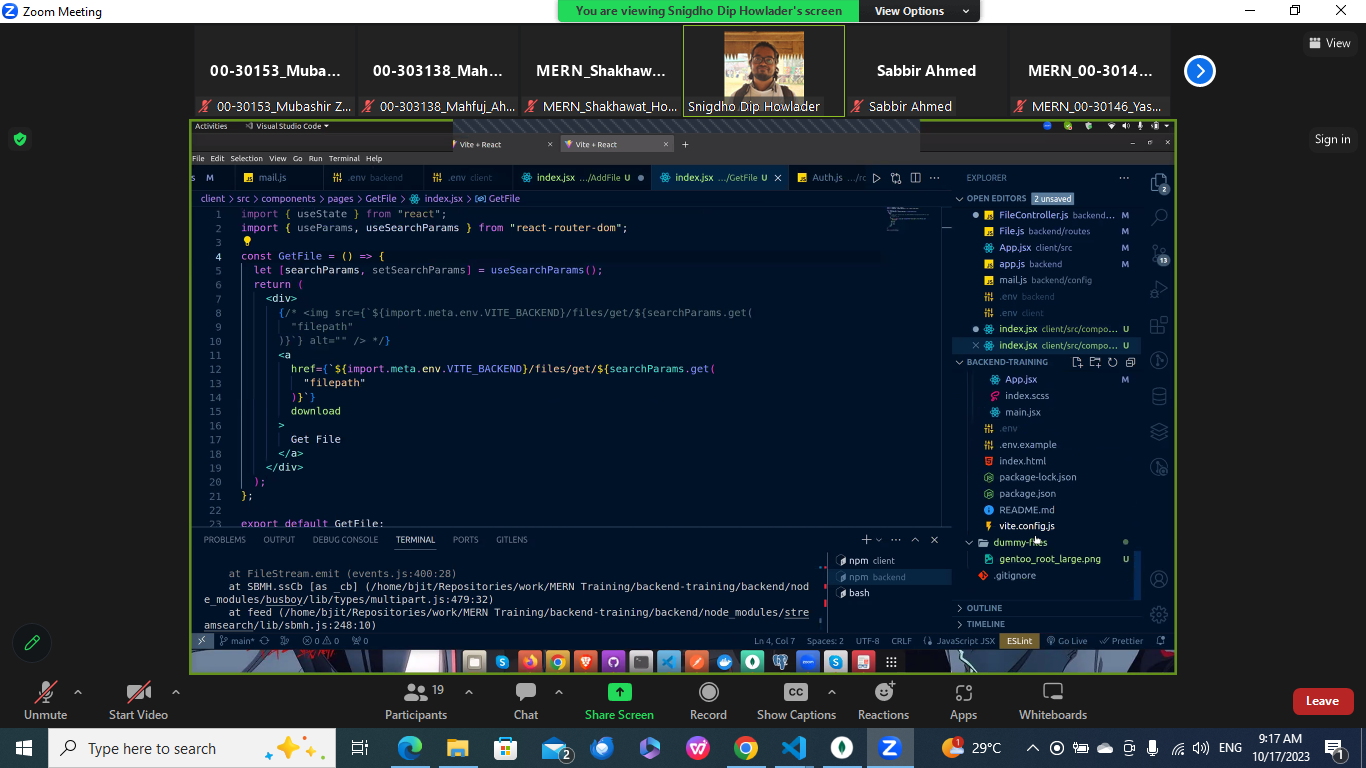 Zoom Meeting
You are viewing Snigdho Dip Howlader's screen
View Options
View
00-30153_Muba...
00-303138_Mah...
MERN_Shakhaw...
Sabbir Ahmed
MERN_00-3014...
00-30153_Mubashir Z...
00-303138_Mahfuj_Ah...
MERN_Shakhawat_Ho...
Snigdho Dip Howlader
Sabbir Ahmed
MERN_00-30146_Yas...
Sign in
Activities Visual Studio Code
Vite + React
Vite + React
File Edit Selection View Go Run Terminal Help
s M mail.js .env backend .env client index.jsx .../AddFile U index.jsx .../GetFile U Auth.js .../rc
client > src > components > pages > GetFile > index.jsx > GetFile
1 import { useState } from "react";
2 import { useParams, useSearchParams } from "react-router-dom";
3
4 const GetFile = () => {
5 let [searchParams, setSearchParams] = useSearchParams();
6 return (
7 <div>
8 {/* <img src={`${import.meta.env.VITE_BACKEND}/files/get/${searchParams.get(
9 "filepath"
10 )}`} alt="" /> */}
11 <a
12 href={`${import.meta.env.VITE_BACKEND}/files/get/${searchParams.get(
13 "filepath"
14 )}`}
15 download
16 >
17 Get File
18 </a>
19 </div>
20 );
21 };
22
23 export default GetFile;
EXPLORER
OPEN EDITORS 2 unsaved
FileController.js backend... M
File.js backend/routes M
App.jsx client/src M
app.js backend M
mail.js backend/config
.env backend
.env client
index.jsx client/src/compo... U
index.jsx client/src/compo... U
BACKEND-TRAINING
App.jsx M
index.scss
main.jsx
.env
.env.example
index.html
package-lock.json
package.json
README.md
vite.config.js
dummy-files
gentoo_root_large.png U
.gitignore
OUTLINE
TIMELINE
2
13
PROBLEMS OUTPUT DEBUG CONSOLE TERMINAL PORTS GITLENS
at FileStream.emit (events.js:400:28)
at SBMH.ssCb [as _cb] (/home/bjit/Repositories/work/MERN Training/backend-training/backend/nod
e_modules/busboy/lib/types/multipart.js:479:32)
at feed (/home/bjit/Repositories/work/MERN Training/backend-training/backend/node_modules/stre
amsearch/lib/sbmh.js:248:10)
npm client
npm backend
bash
main* 0 0 0 Ln 4, Col 7 Spaces: 2 UTF-8 CRLF JavaScript JSX ESLint Go Live Prettier
Unmute
Start Video
19
Participants
Chat
Share Screen
Record
CC
Show Captions
Reactions
Apps
Whiteboards
Leave
Type here to search
2
1
29°C
ENG
9:17 AM
10/17/2023
1